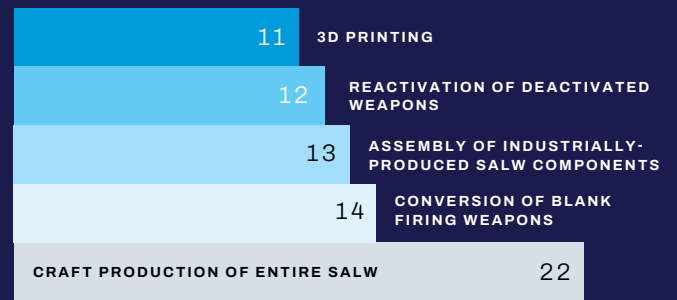 11 3D PRINTING
12 REACTIVATION OF DEACTIVATED
WEAPONS
13 ASSEMBLY OF INDUSTRIALLY-
PRODUCED SALW COMPONENTS
14 CONVERSION OF BLANK
FIRING WEAPONS
CRAFT PRODUCTION OF ENTIRE SALW 22